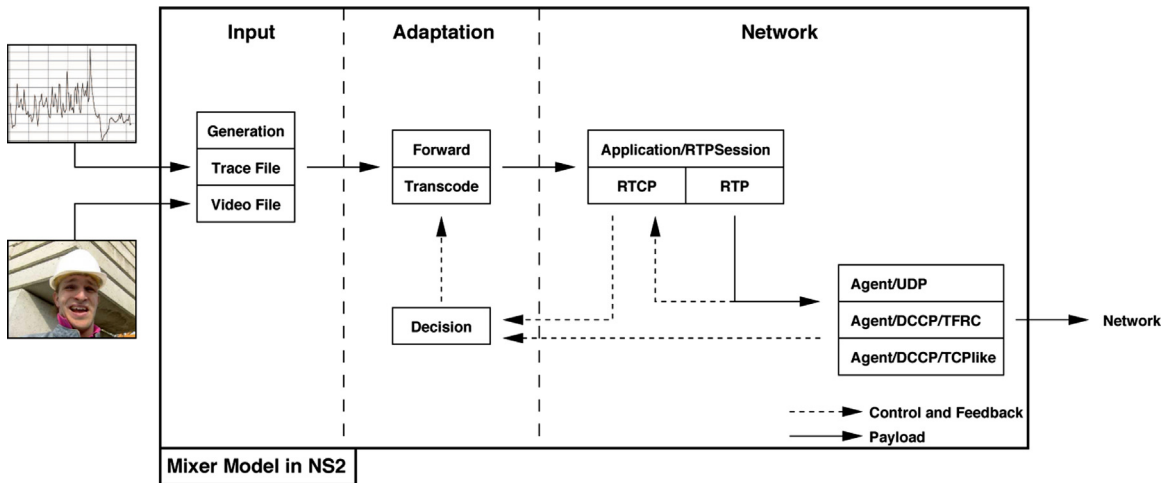 Input
Adaptation
Network
Generation
Trace File
Video File
Forward
Transcode
Decision
Application/RTPSession
RTCP
RTP
Agent/UDP
Agent/DCCP/TFRC
Agent/DCCP/TCPlike
Network
Control and Feedback
Payload
Mixer Model in NS2